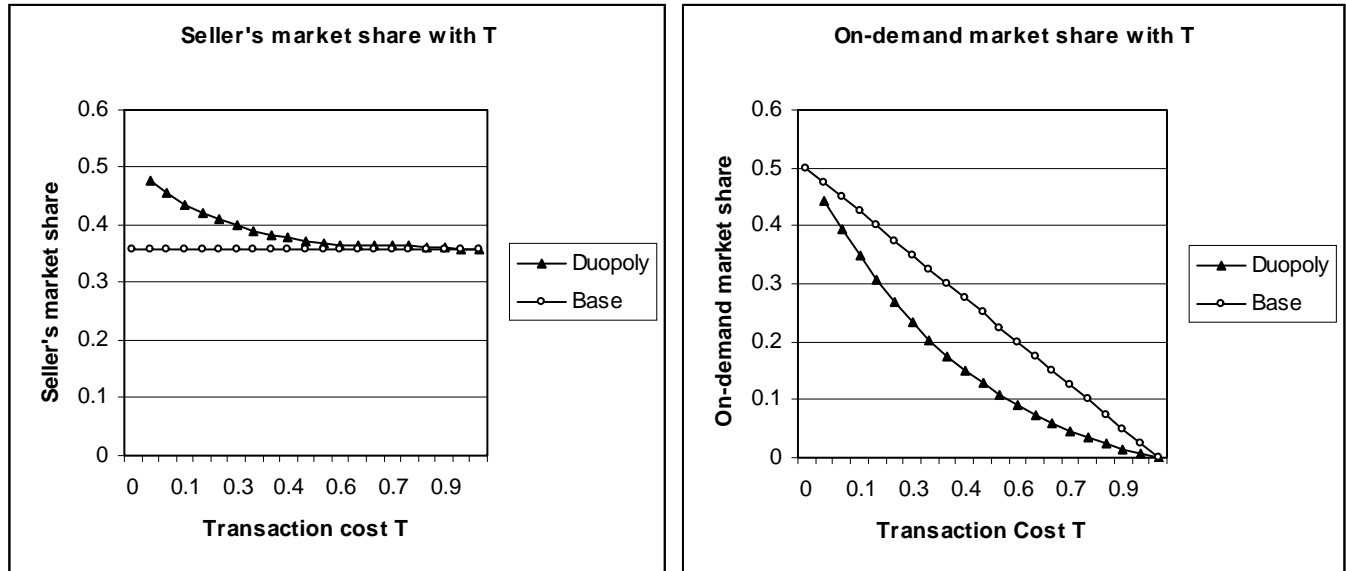 Seller's market share with T
0.6
0.5
0.4
0.3
0.2
0.1
0
Seller's market share
0 0.1 0.3 0.4 0.6 0.7 0.9
Transaction cost T
Duopoly
Base
On-demand market share with T
0.6
0.5
0.4
0.3
0.2
0.1
0
On-demand market share
0 0.1 0.3 0.4 0.6 0.7 0.9
Transaction Cost T
Duopoly
Base